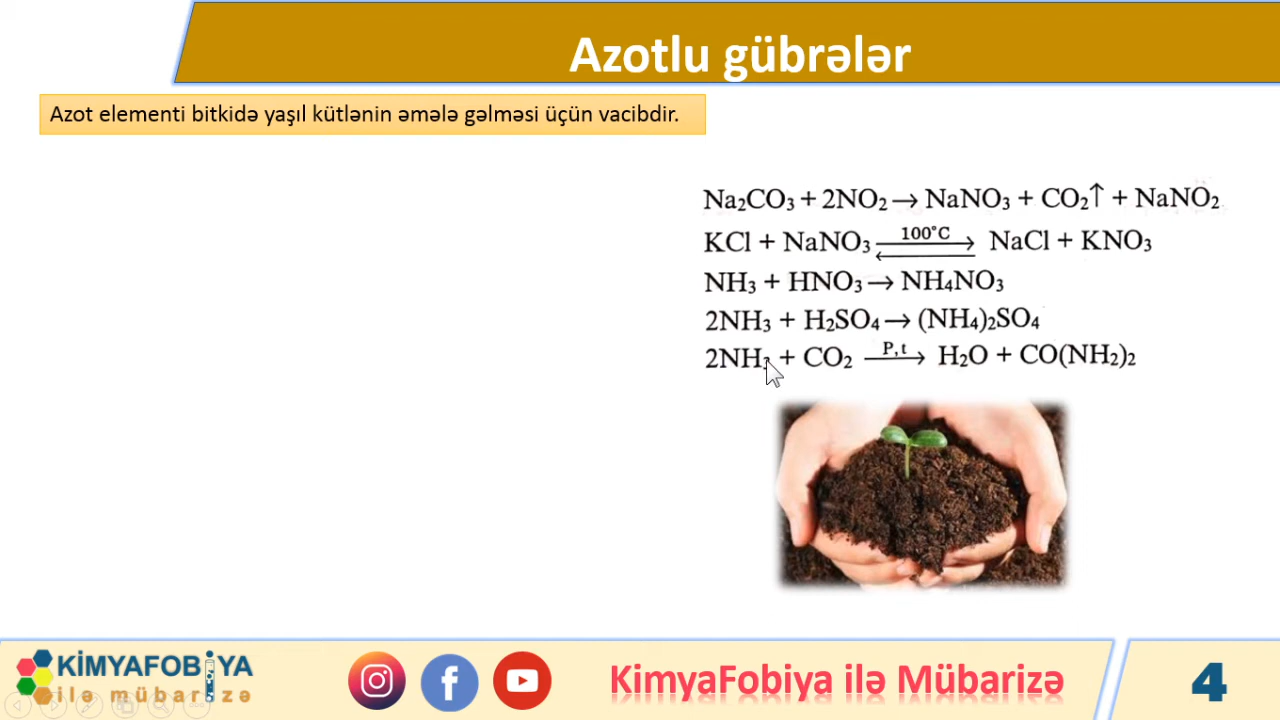 Azotlu gübrələr
Azot elementi bitkidə yaşıl kütlənin əmələ gəlməsi üçün vacibdir.
Na₂CO₃ + 2NO₂ → NaNO₃ + CO₂↑ + NaNO₂
KCl + NaNO₃ 100°C ⇄ NaCl + KNO₃
NH₃ + HNO₃ → NH₄NO₃
2NH₃ + H₂SO₄ → (NH₄)₂SO₄
2NH₃ + CO₂ P, t → H₂O + CO(NH₂)₂
KİMYAFOBİYA
ilə mübarizə
KimyaFobiya ilə Mübarizə
4